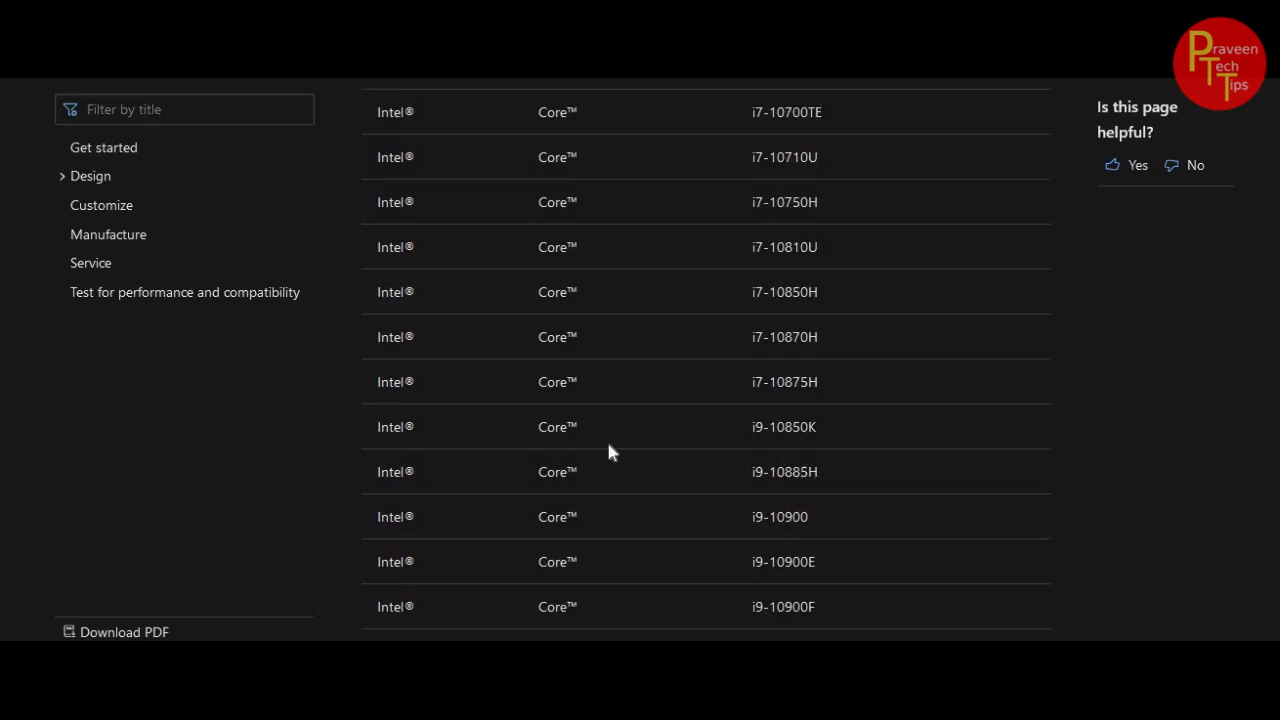 Praveen
Tech
Tips
Filter by title
Get started
Design
Customize
Manufacture
Service
Test for performance and compatibility
Download PDF
Intel® Core™ i7-10700TE
Intel® Core™ i7-10710U
Intel® Core™ i7-10750H
Intel® Core™ i7-10810U
Intel® Core™ i7-10850H
Intel® Core™ i7-10870H
Intel® Core™ i7-10875H
Intel® Core™ i9-10850K
Intel® Core™ i9-10885H
Intel® Core™ i9-10900
Intel® Core™ i9-10900E
Intel® Core™ i9-10900F
Is this page
helpful?
Yes No